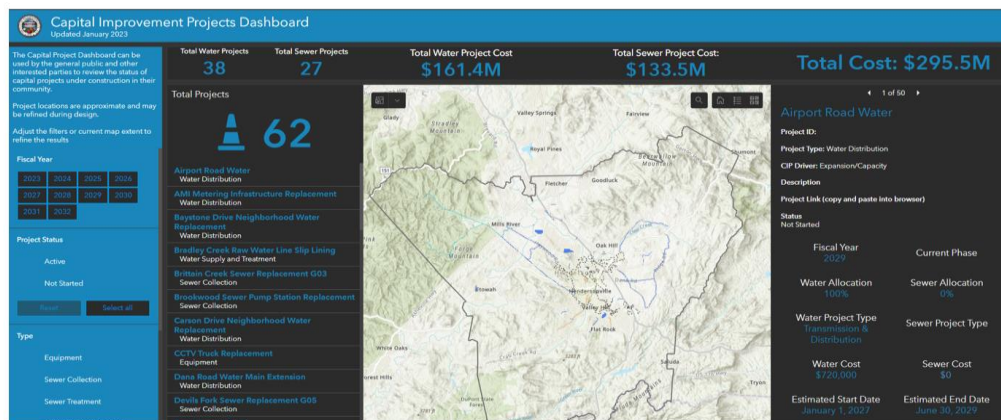 Capital Improvement Projects Dashboard
Updated January 2023
The Capital Project Dashboard can be
used by the general public and other
interested parties to review the status of
capital projects under construction in their
community.
Project locations are approximate and may
be refined during design.
Adjust the filters or current map extent to
refine the results
Fiscal Year
2023 2024 2025 2026
2027 2028 2029 2030
2031 2032
Project Status
Active
Not Started
Reset Select all
Type
Equipment
Sewer Collection
Sewer Treatment
Total Water Projects
38
Total Sewer Projects
27
Total Water Project Cost
$161.4M
Total Sewer Project Cost:
$133.5M
Total Cost: $295.5M
Total Projects
62
Airport Road Water
Water Distribution
AMI Metering Infrastructure Replacement
Water Distribution
Baystone Drive Neighborhood Water
Replacement
Water Distribution
Bradley Creek Raw Water Line Slip Lining
Water Supply and Treatment
Brittain Creek Sewer Replacement G03
Sewer Collection
Brookwood Sewer Pump Station Replacement
Sewer Collection
Carson Drive Neighborhood Water
Replacement
Water Distribution
CCTV Truck Replacement
Equipment
Dana Road Water Main Extension
Water Distribution
Devils Fork Sewer Replacement G05
Sewer Collection
Glady
Stradley
Mountain
Valley Springs
Fairview
Royal Pines
Bearwallow
Mountain
Shumont
191
Fletcher
Goodluck
Mills River
Forge
Mountain
Oak Hill
Etowah
Hendersonville
Valley Hill
Flat Rock
White Oaks
Saluda
Tryon
DuPont State
Forest
1 of 50
Airport Road Water
Project ID:
Project Type: Water Distribution
CIP Driver: Expansion/Capacity
Description
Project Link (copy and paste into browser)
Status
Not Started
Fiscal Year
2029
Current Phase
Water Allocation
100%
Sewer Allocation
0%
Water Project Type
Transmission &
Distribution
Sewer Project Type
Water Cost
$720,000
Sewer Cost
$0
Estimated Start Date
January 1, 2027
Estimated End Date
June 30, 2029